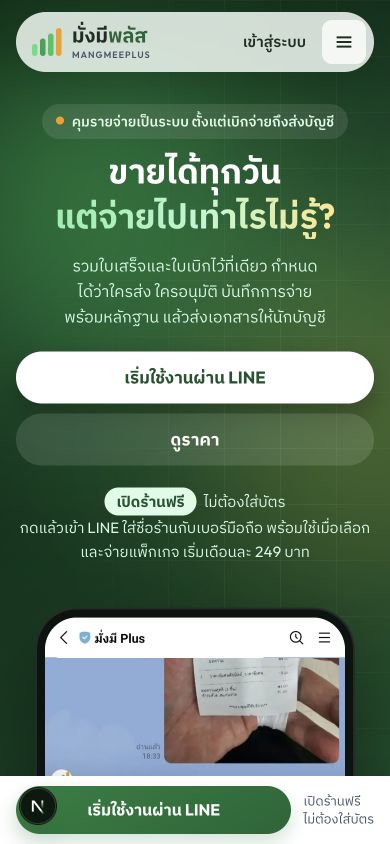 มั่งมีพลัส
MANGMEEPLUS
เข้าสู่ระบบ
คุมรายจ่ายเป็นระบบ ตั้งแต่เบิกจ่ายถึงส่งบัญชี
ขายได้ทุกวัน
แต่จ่ายไปเท่าไรไม่รู้?
รวมใบเสร็จและใบเบิกไว้ที่เดียว กำหนด
ได้ว่าใครส่ง ใครอนุมัติ บันทึกการจ่าย
พร้อมหลักฐาน แล้วส่งเอกสารให้นักบัญชี
เริ่มใช้งานผ่าน LINE
ดูราคา
เปิดร้านฟรี ไม่ต้องใส่บัตร
กดแล้วเข้า LINE ใส่ชื่อร้านกับเบอร์มือถือ พร้อมใช้เมื่อเลือก
และจ่ายแพ็กเกจ เริ่มเดือนละ 249 บาท
มั่งมี Plus
อ่านแล้ว
18:33
N
เริ่มใช้งานผ่าน LINE
เปิดร้านฟรี
ไม่ต้องใส่บัตร